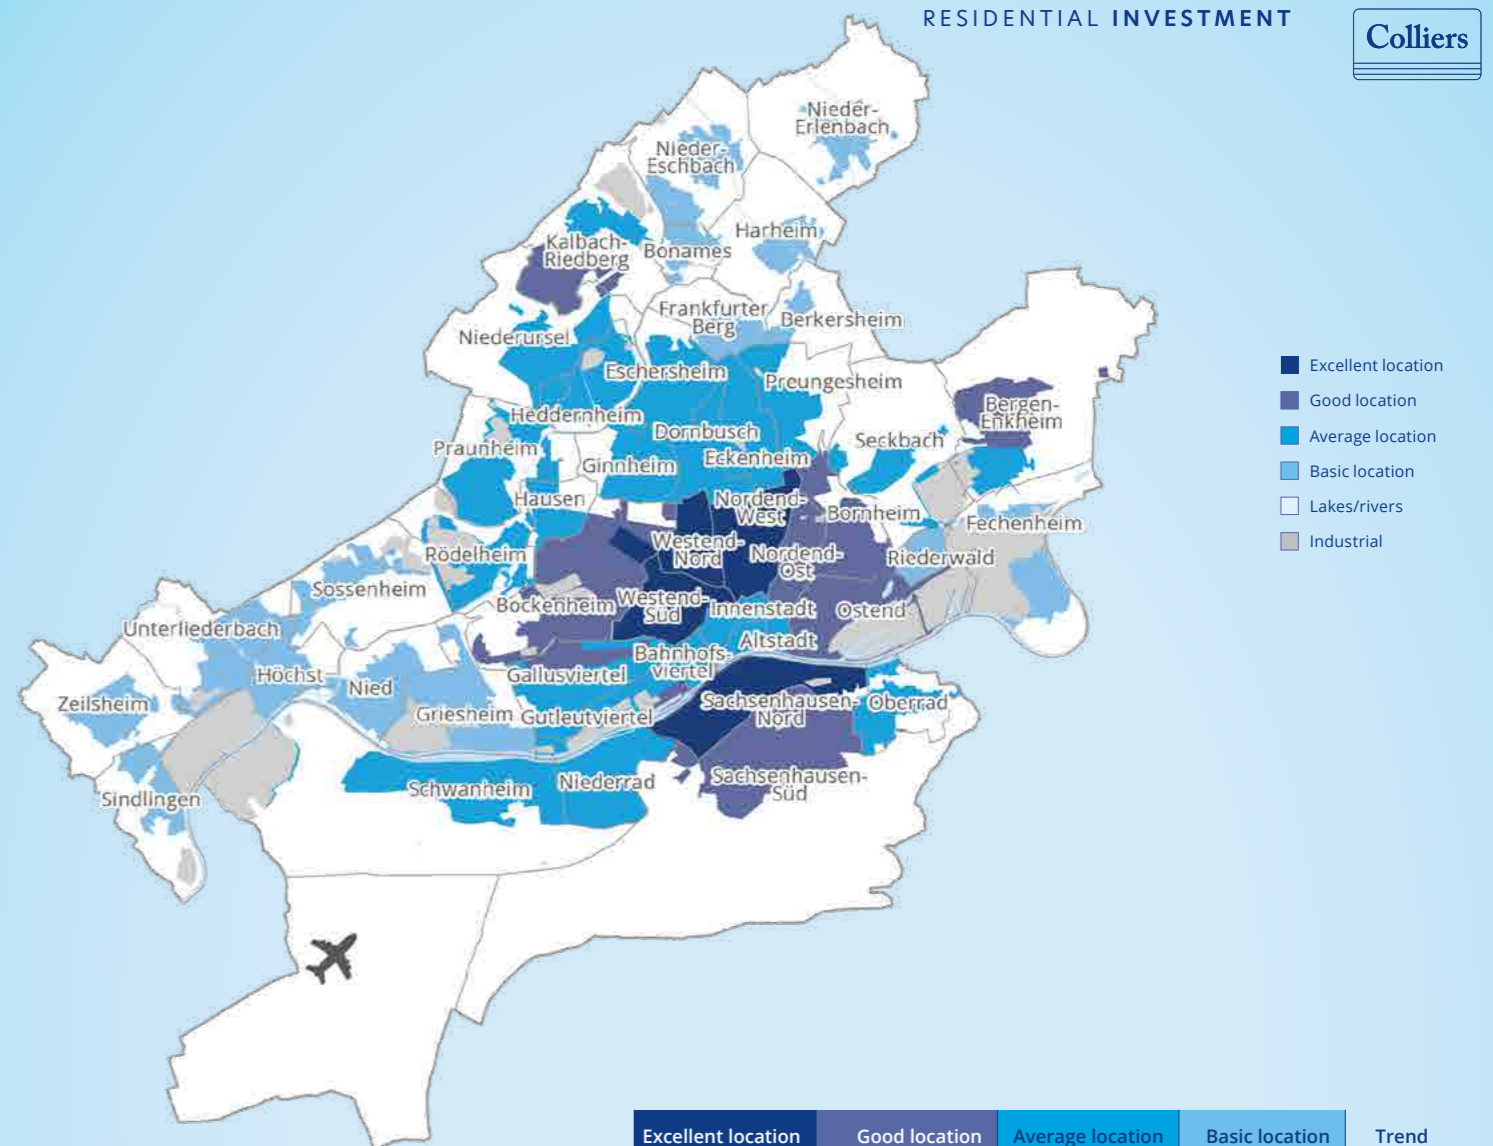 RESIDENTIAL INVESTMENT
Colliers
Nieder-
Erlenbach
Nieder-
Eschbach
Harheim
Kalbach-
Riedberg
Bonames
Frankfurter
Berg
Berkersheim
Niederursel
Eschersheim
Preungesheim
Bergen-
Enkheim
Heddernheim
Dornbusch
Seckbach
Praunheim
Ginnheim
Eckenheim
Hausen
Nordend-
West
Bornheim
Fechenheim
Rödelheim
Westend-
Nord
Nordend-
Ost
Riederwald
Sossenheim
Bockenheim
Westend-
Süd
Innenstadt
Ostend
Unterliederbach
Altstadt
Bahnhofs-
viertel
Höchst
Nied
Gallusviertel
Zeilsheim
Griesheim
Gutleutviertel
Sachsenhausen-
Nord
Oberrad
Sindlingen
Schwanheim
Niederrad
Sachsenhausen-
Süd
Excellent location
Good location
Average location
Basic location
Lakes/rivers
Industrial
Excellent location Good location Average location Basic location Trend